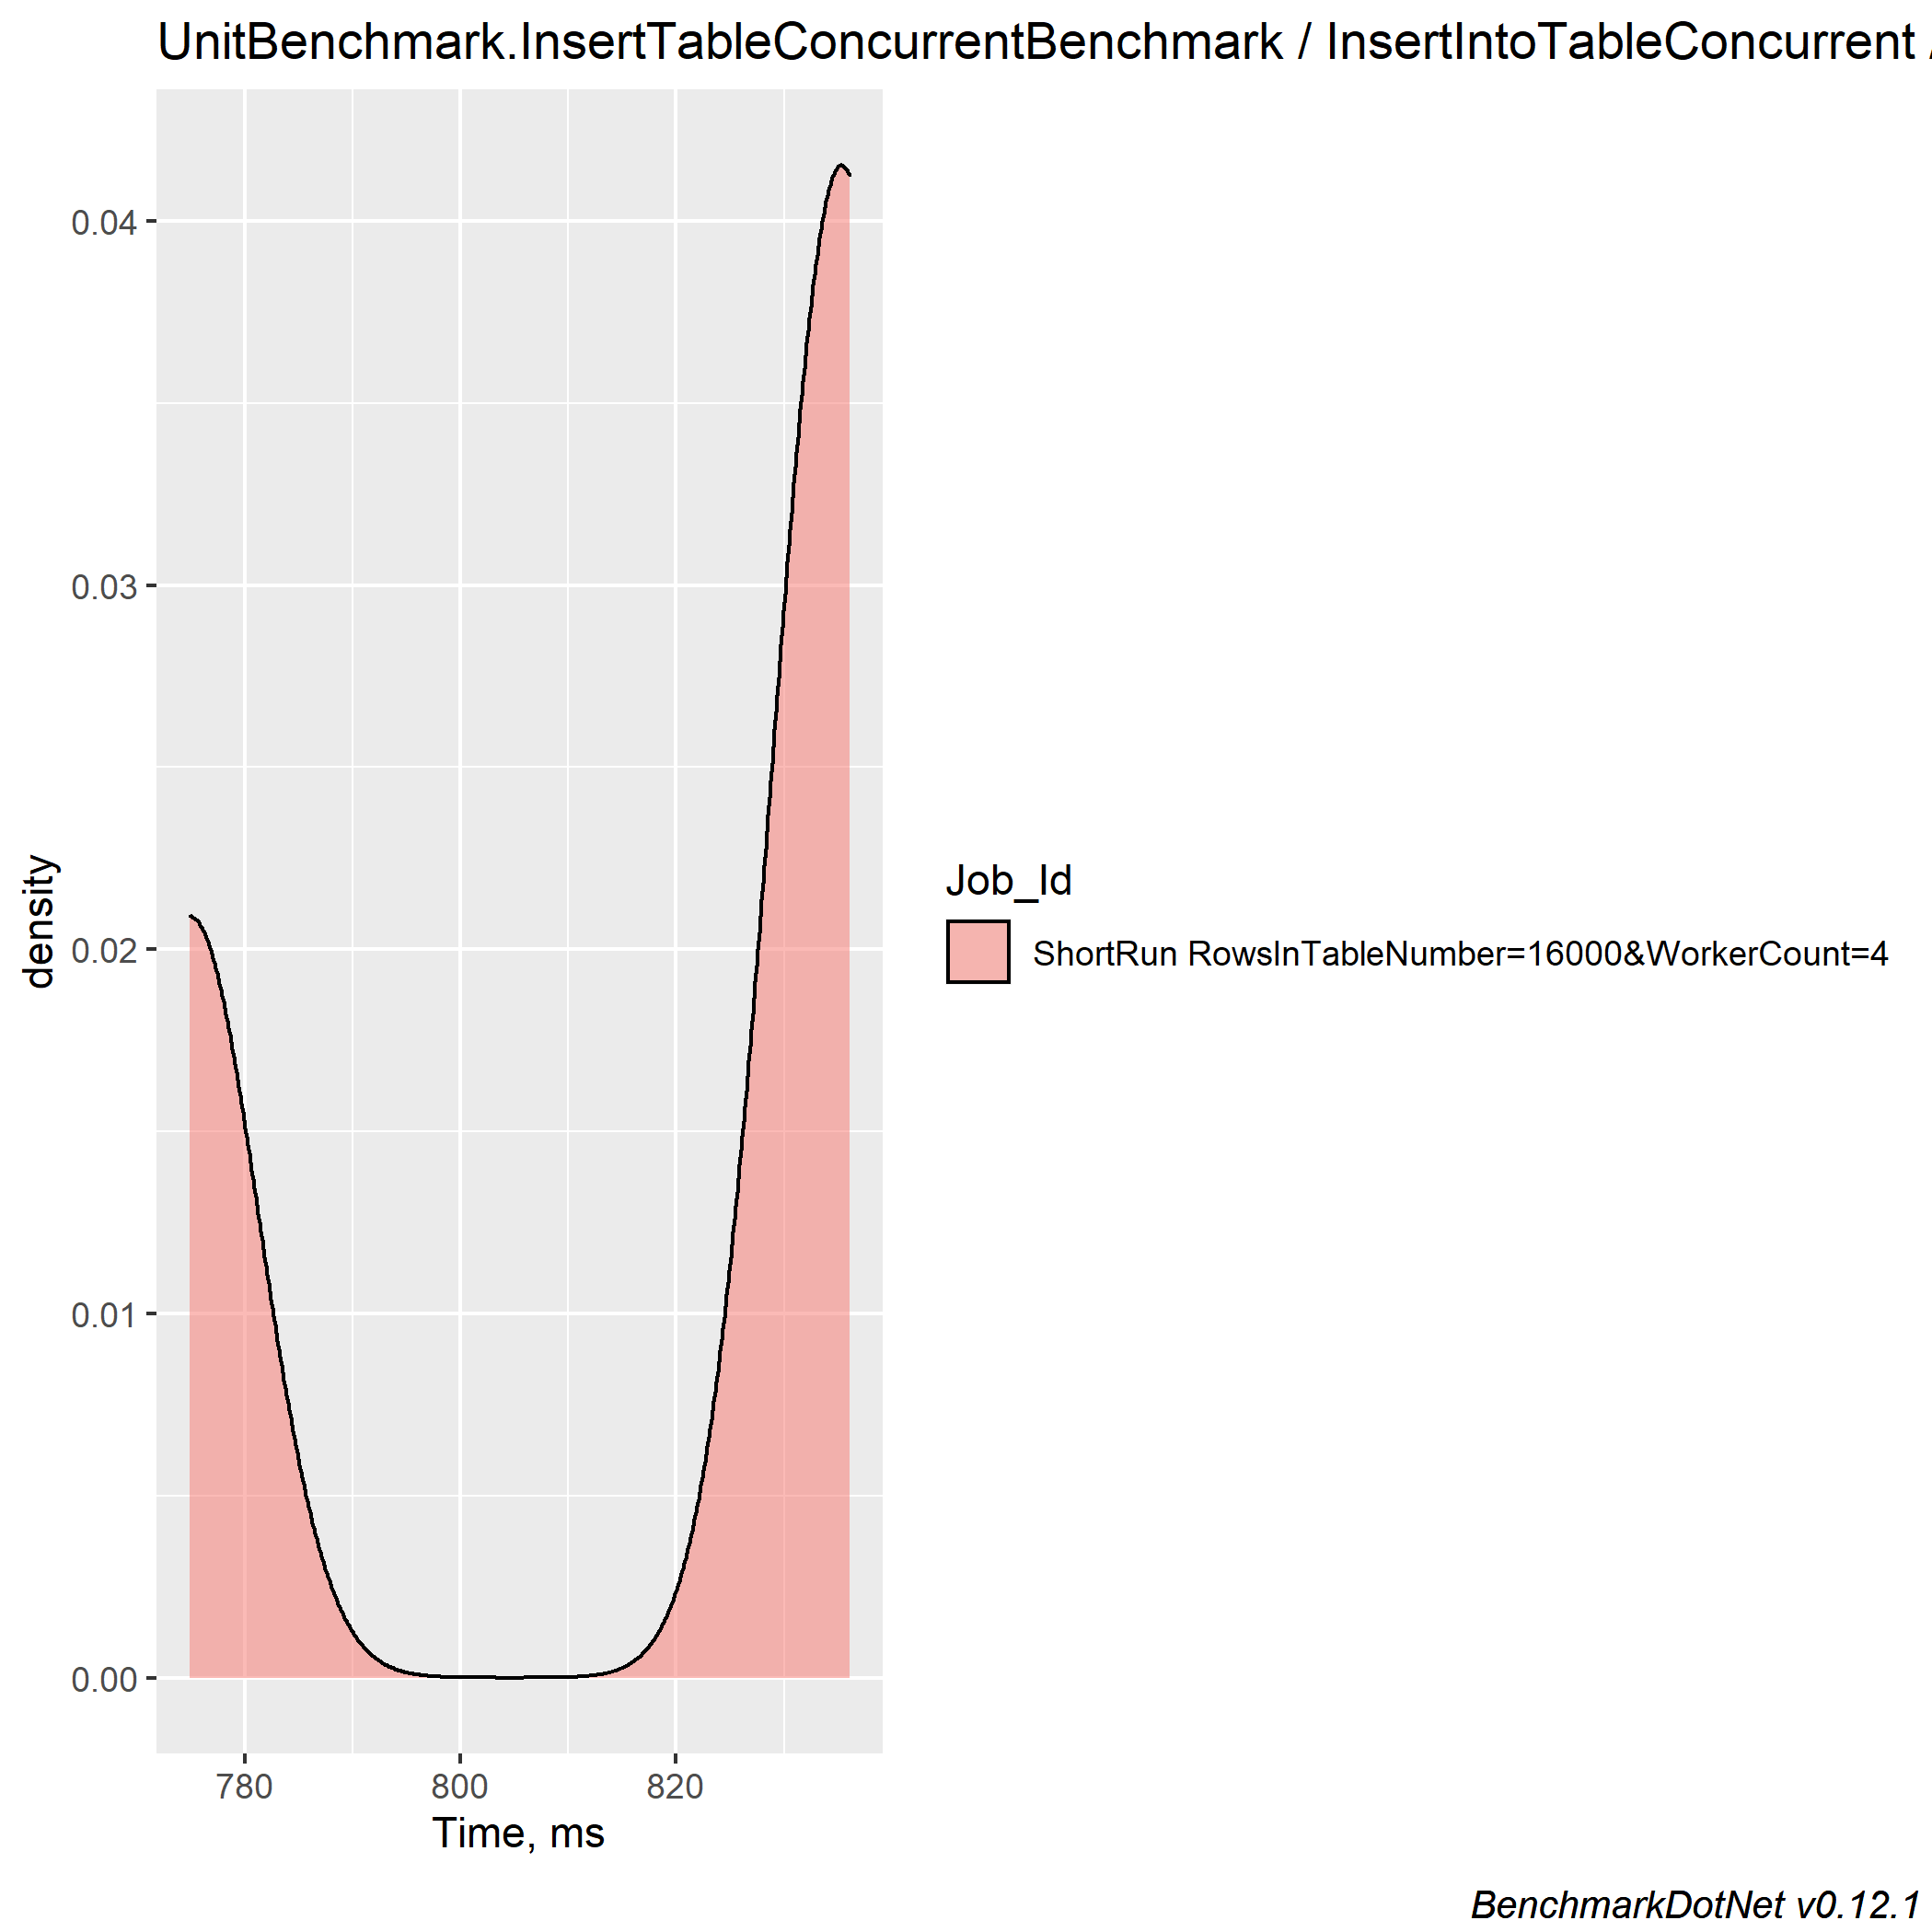 UnitBenchmark.InsertTableConcurrentBenchmark / InsertIntoTableConcurrent /
0.04
0.03
0.02
0.01
0.00
density
780 800 820
Time, ms
Job_Id
ShortRun RowsInTableNumber=16000&WorkerCount=4
BenchmarkDotNet v0.12.1